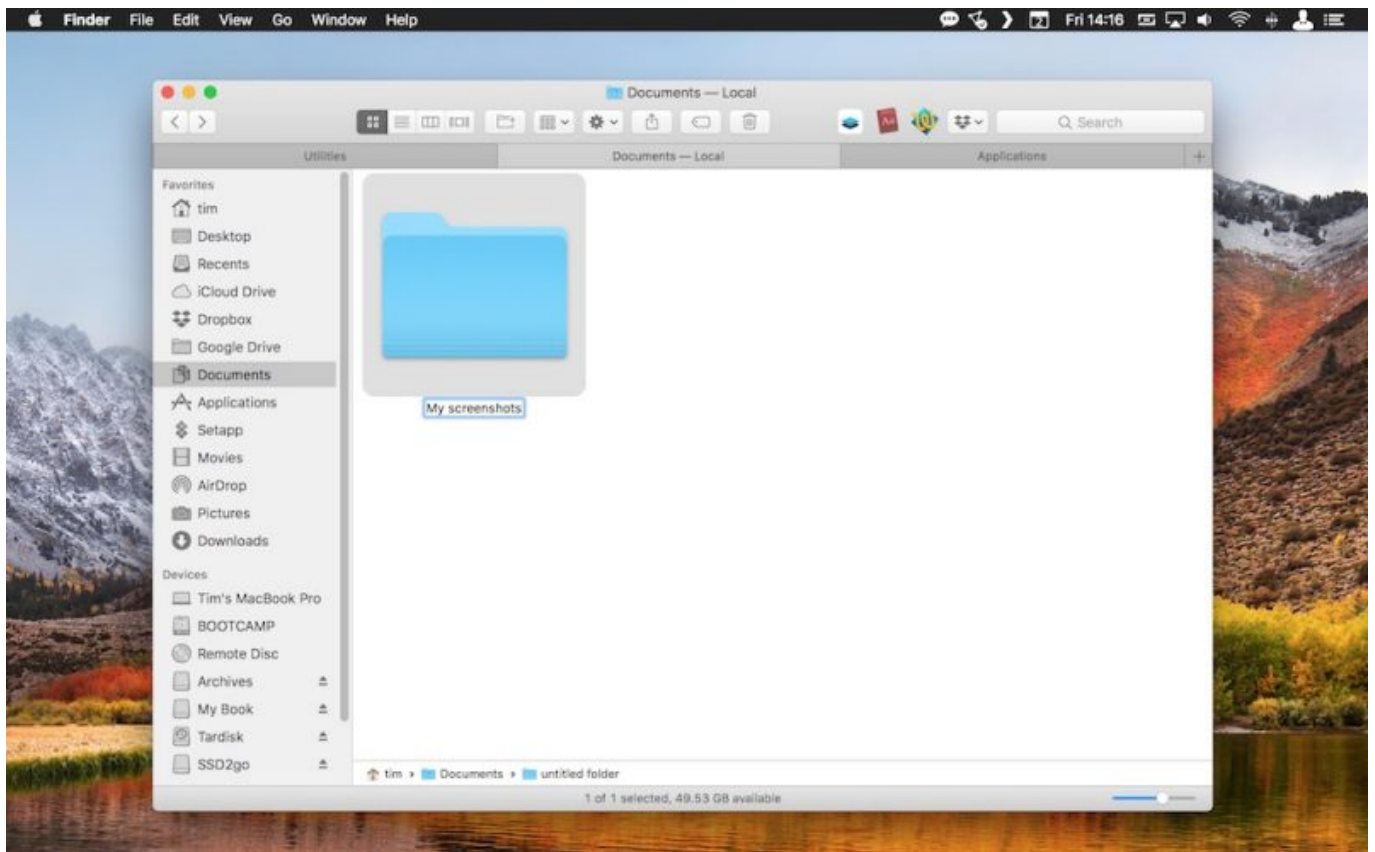 Finder File Edit View Go Window Help Fri 14:16
Documents — Local
Search
Utilities Documents — Local Applications
Favorites
tim
Desktop
Recents
iCloud Drive
Dropbox
Google Drive
Documents
Applications
Setapp
Movies
AirDrop
Pictures
Downloads
Devices
Tim's MacBook Pro
BOOTCAMP
Remote Disc
Archives
My Book
Tardisk
SSD2go
My screenshots
tim › Documents › untitled folder
1 of 1 selected, 49.53 GB available